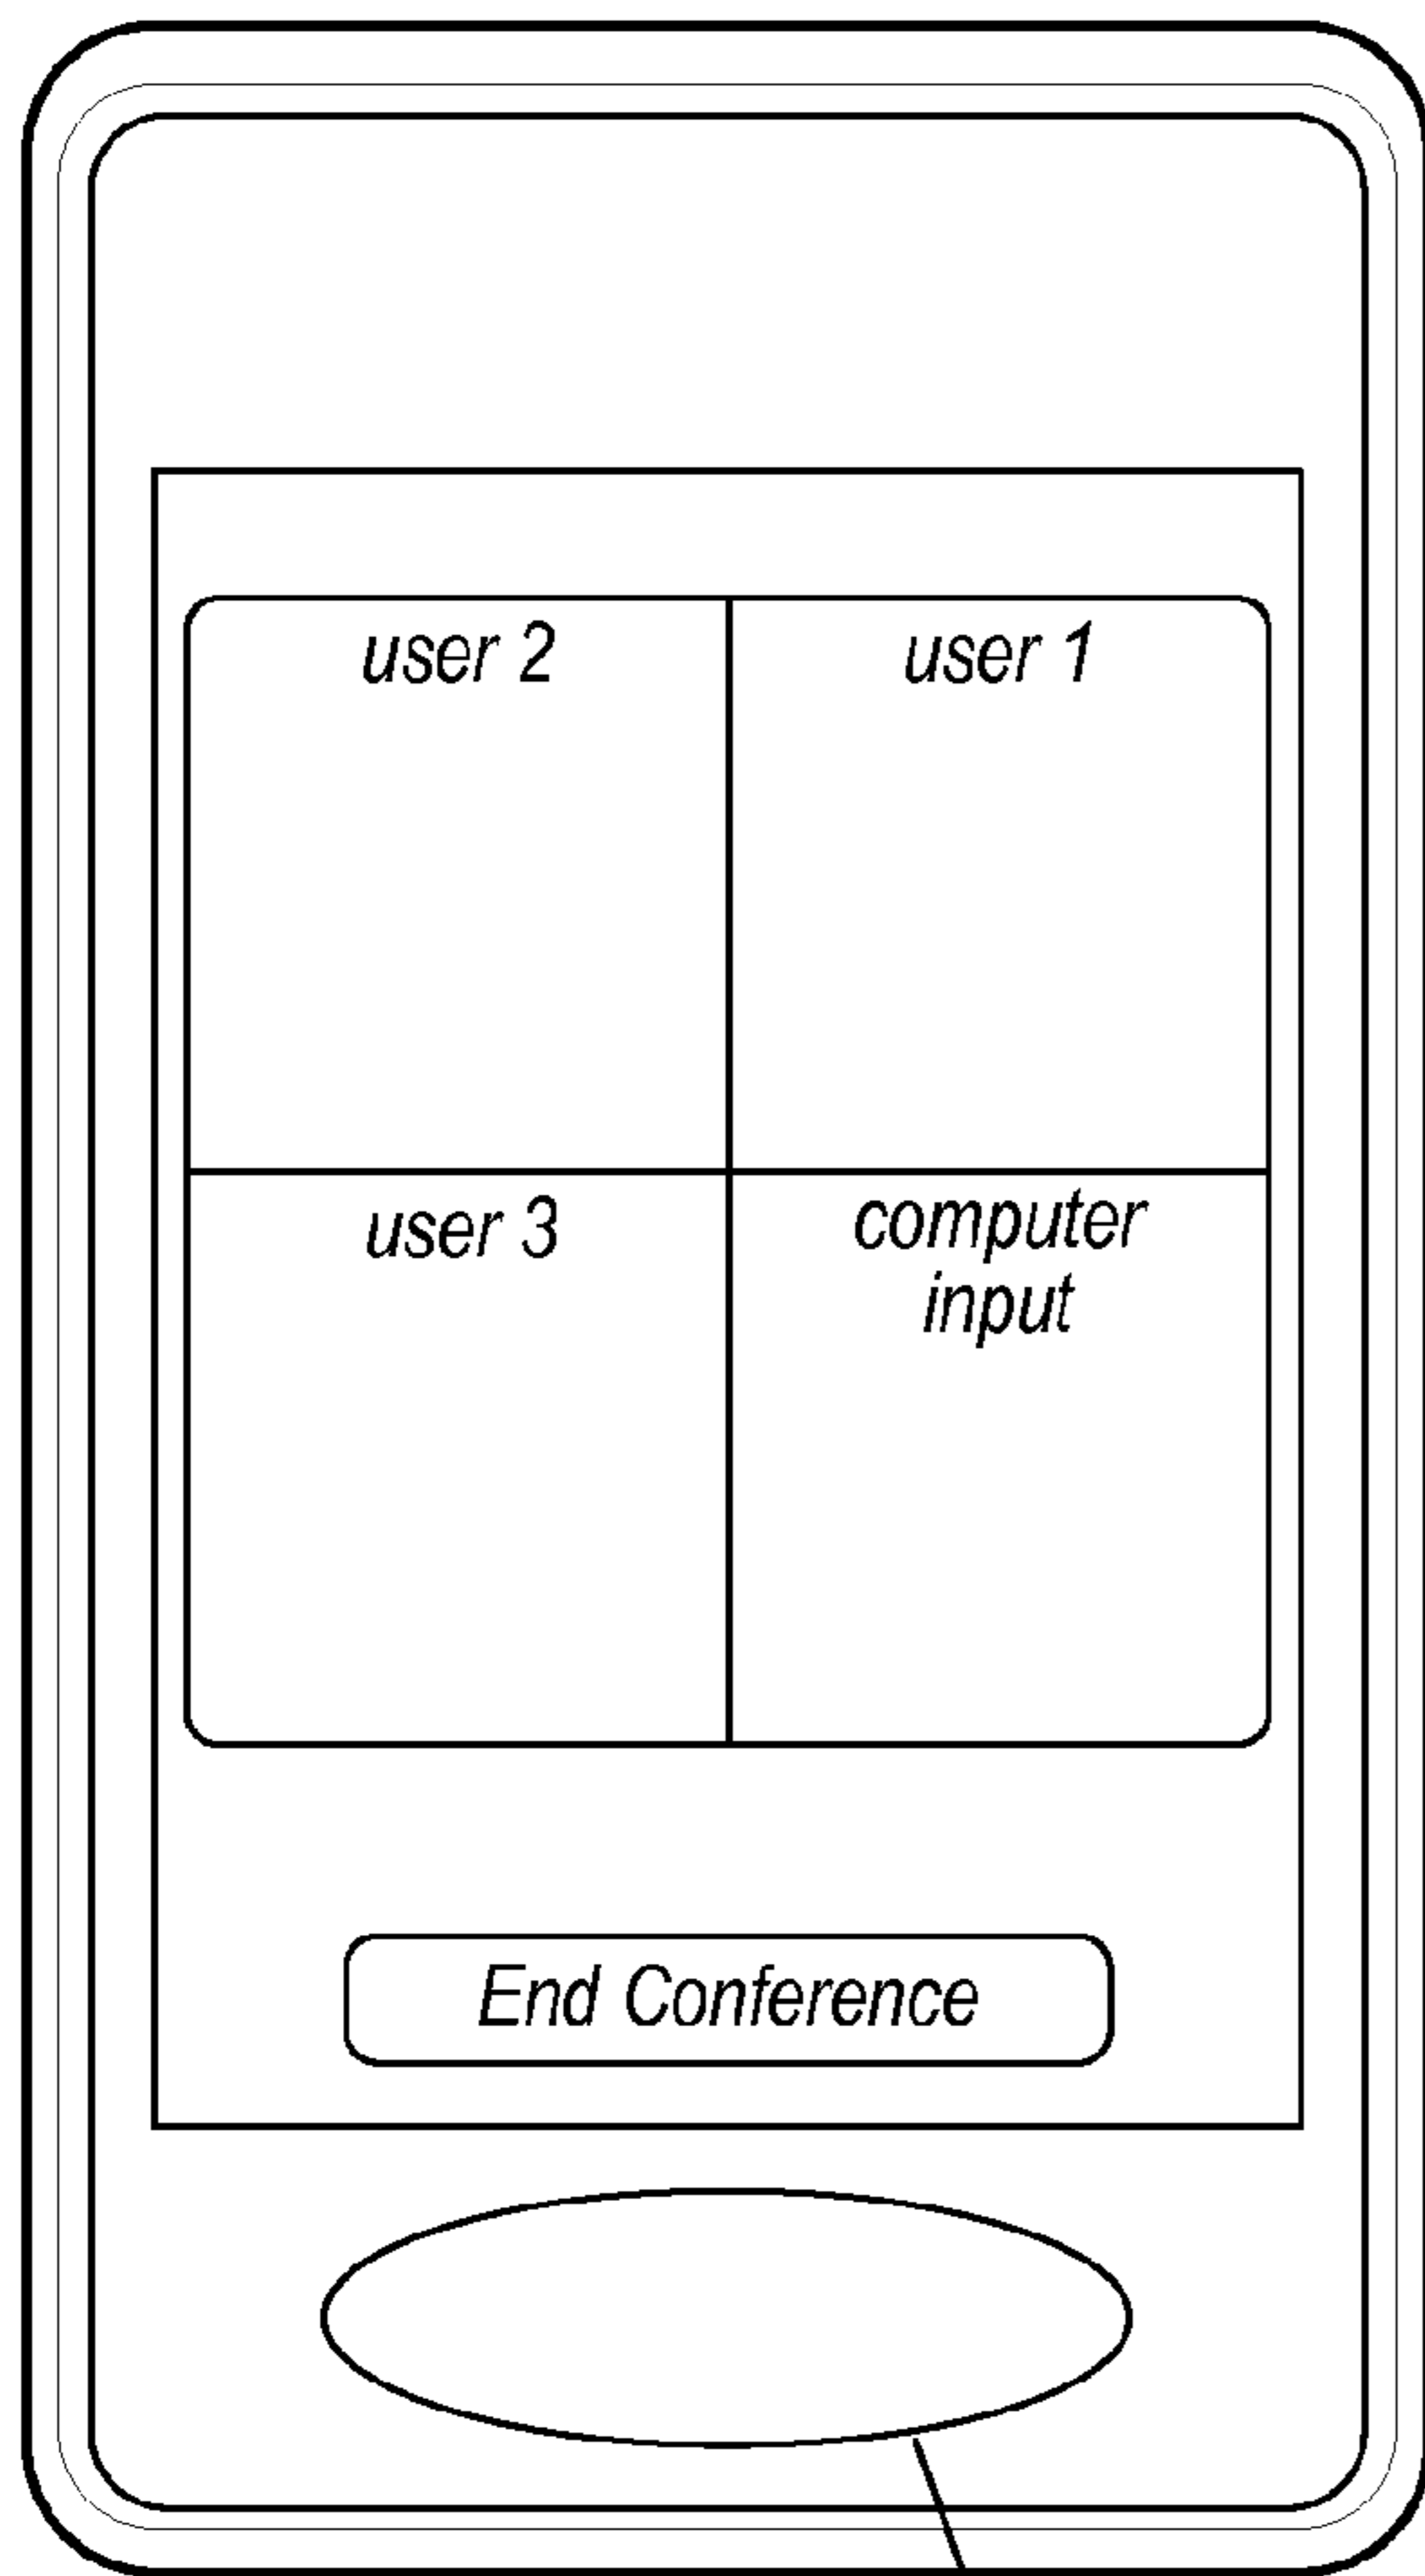 user 2
user 1
user 3
computer
input
End Conference